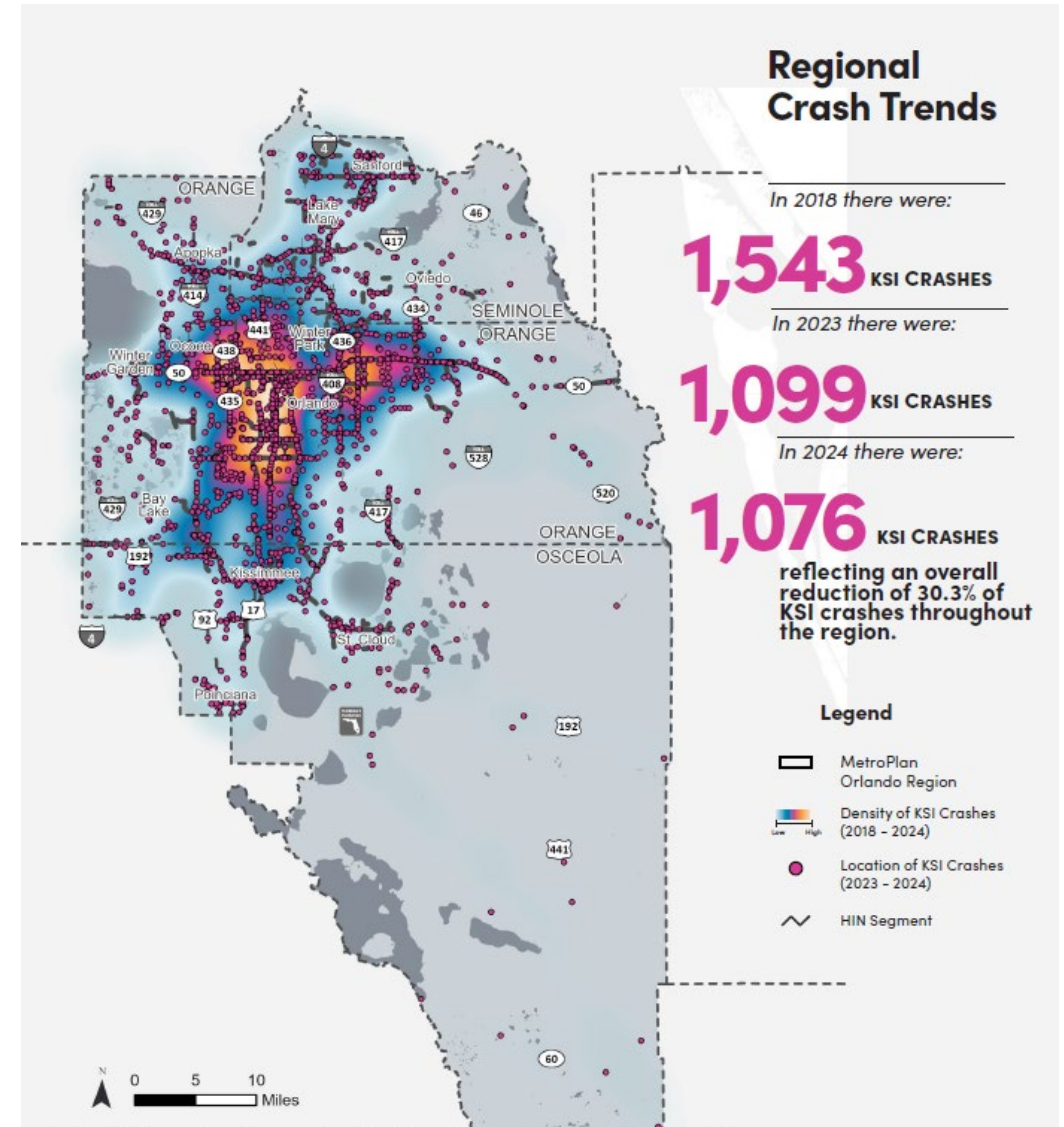 Regional
Crash Trends
In 2018 there were:
1,543 KSI CRASHES
In 2023 there were:
1,099 KSI CRASHES
In 2024 there were:
1,076 KSI CRASHES
reflecting an overall
reduction of 30.3% of
KSI crashes throughout
the region.
Legend
MetroPlan
Orlando Region
Density of KSI Crashes
(2018 - 2024)
Low High
Location of KSI Crashes
(2023 - 2024)
HIN Segment
4
Sanford
ORANGE
429
Lake
Mary
46
417
Apopka
Oviedo
414
434
SEMINOLE
ORANGE
441
Winter
Park
436
Ocoee
438
Winter
Garden
50
408
50
435
Orlando
528
429
Bay
Lake
417
520
ORANGE
OSCEOLA
192
Kissimmee
92
17
4
St. Cloud
Poinciana
192
441
60
N
0 5 10
Miles